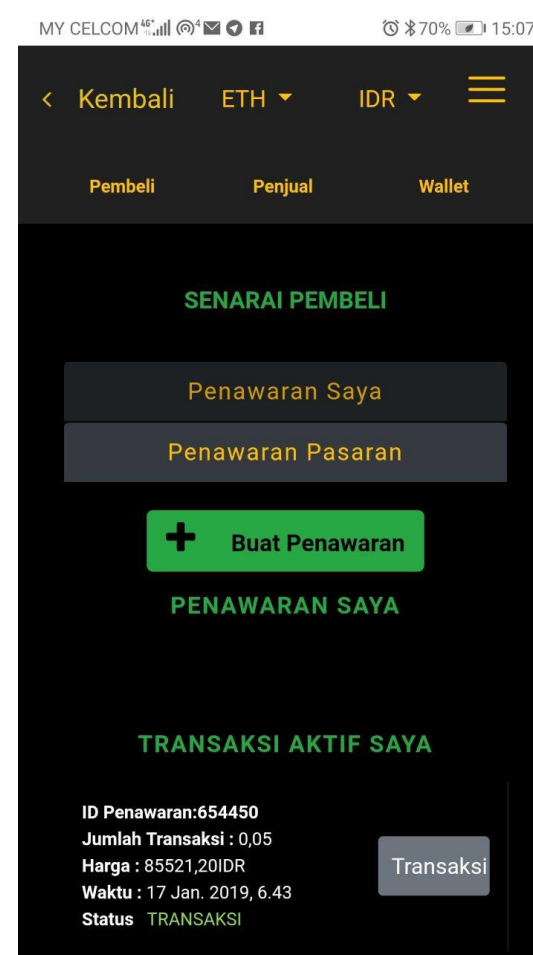 MY CELCOM 4G+ 4 70% 15:07
< Kembali ETH IDR
Pembeli Penjual Wallet
SENARAI PEMBELI
Penawaran Saya
Penawaran Pasaran
+ Buat Penawaran
PENAWARAN SAYA
TRANSAKSI AKTIF SAYA
ID Penawaran:654450
Jumlah Transaksi : 0,05
Harga : 85521,20IDR
Transaksi
Waktu : 17 Jan. 2019, 6.43
Status TRANSAKSI